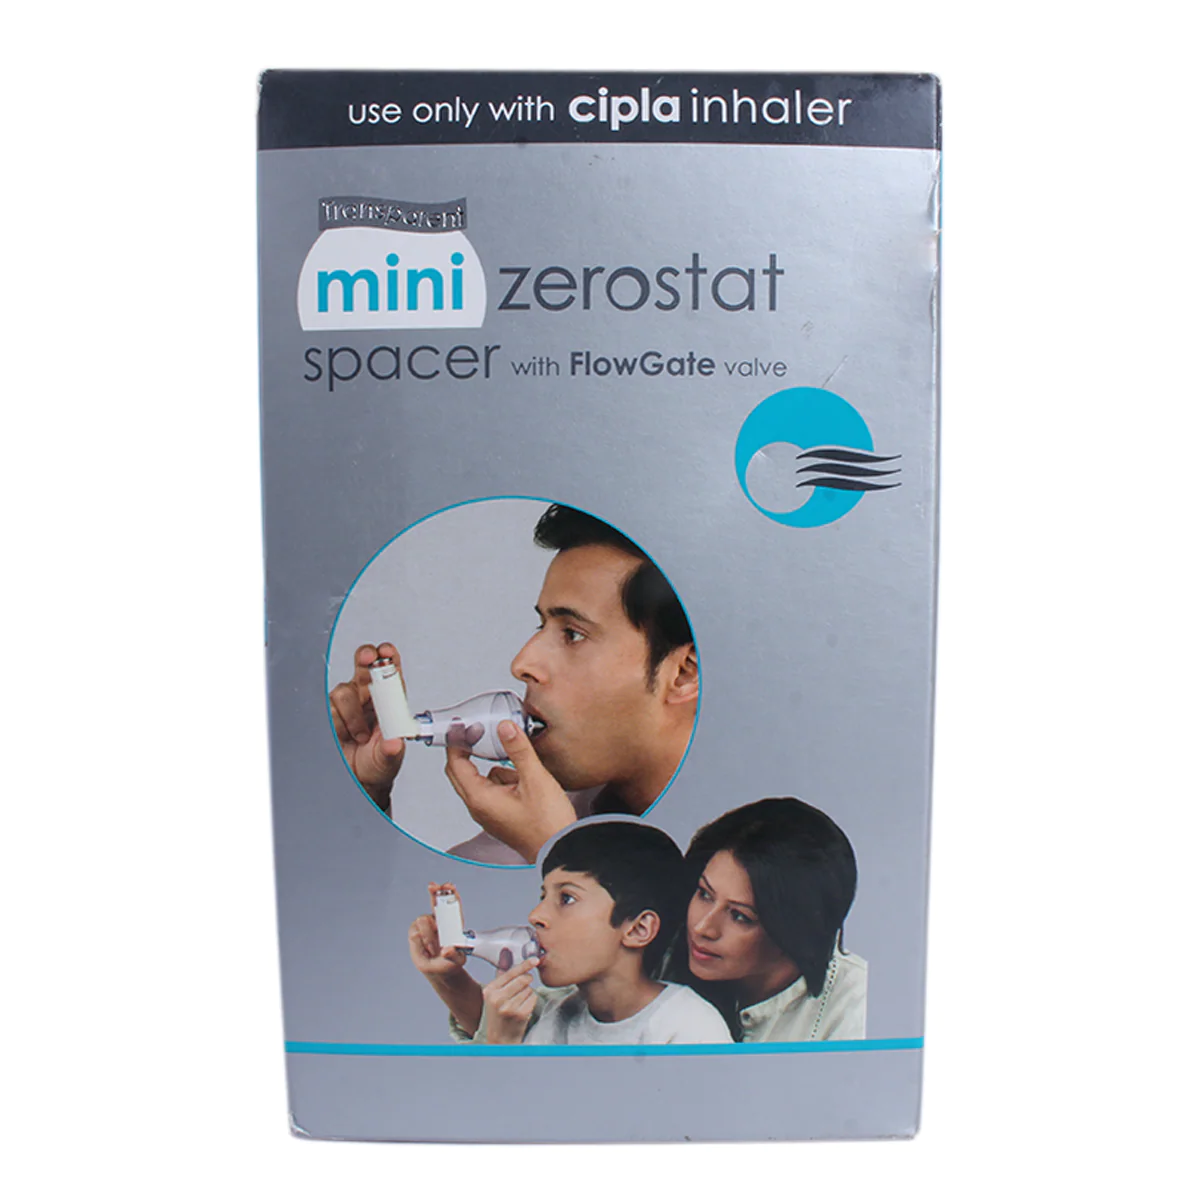 use only with cipla inhaler
Transparent
mini zerostat
spacer with FlowGate valve